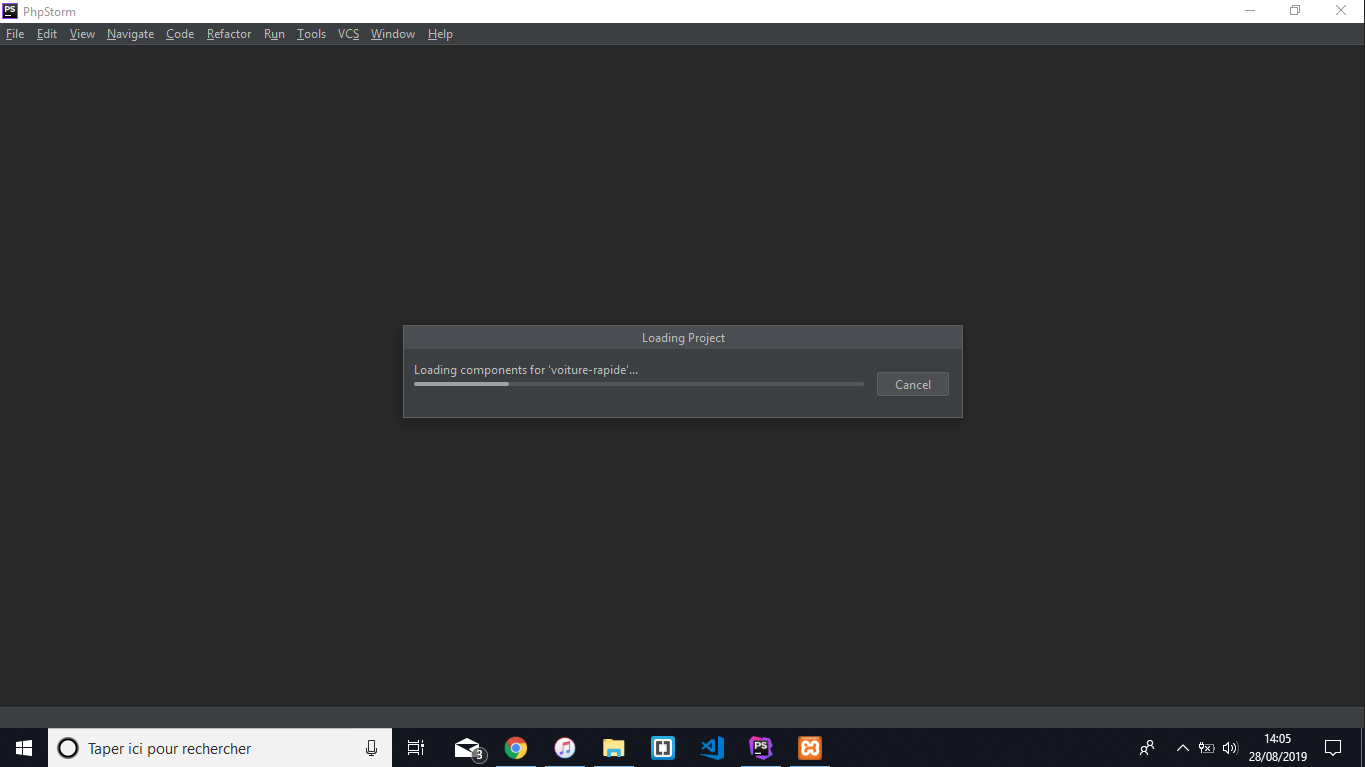 PS PhpStorm
File Edit View Navigate Code Refactor Run Tools VCS Window Help
Loading Project
Loading components for 'voiture-rapide'...
Cancel
Taper ici pour rechercher
3
PS
14:05
28/08/2019